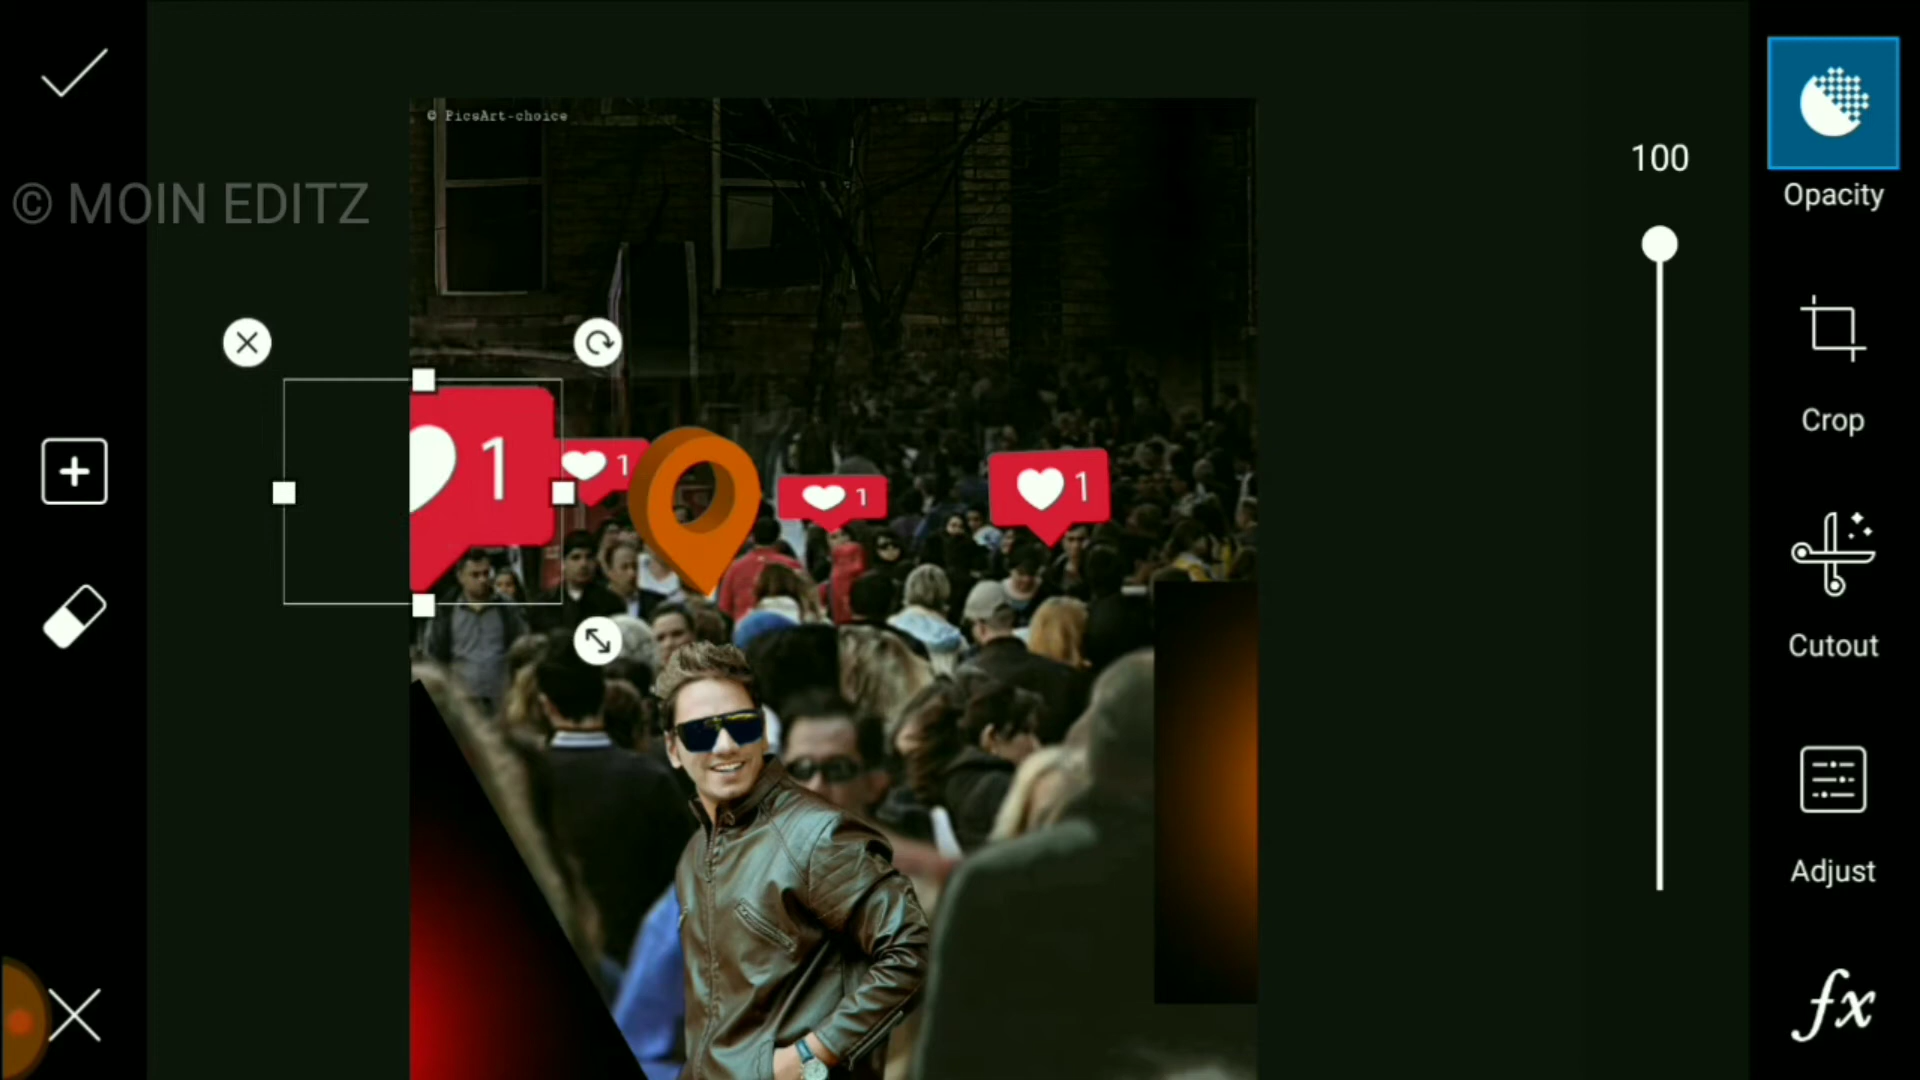 © PicsArt-choice
100
Opacity
© MOIN EDITZ
Crop
1
1
1
1
Cutout
Adjust
fx